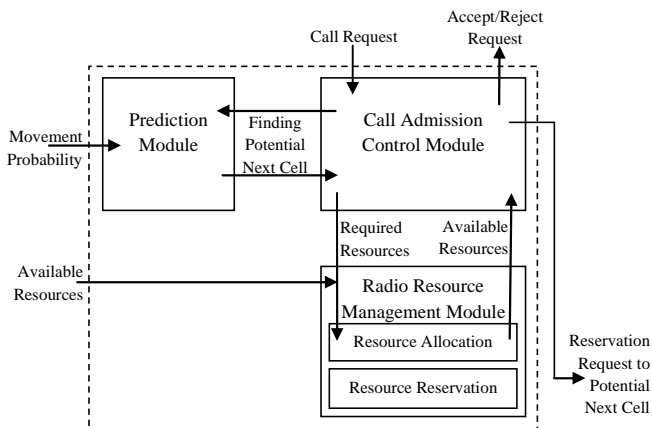 Accept/Reject
Request
Call Request
Prediction
Module
Finding
Potential
Next Cell
Call Admission
Control Module
Movement
Probability
Required
Resources
Available
Resources
Available
Resources
Radio Resource
Management Module
Resource Allocation
Resource Reservation
Reservation
Request to
Potential
Next Cell